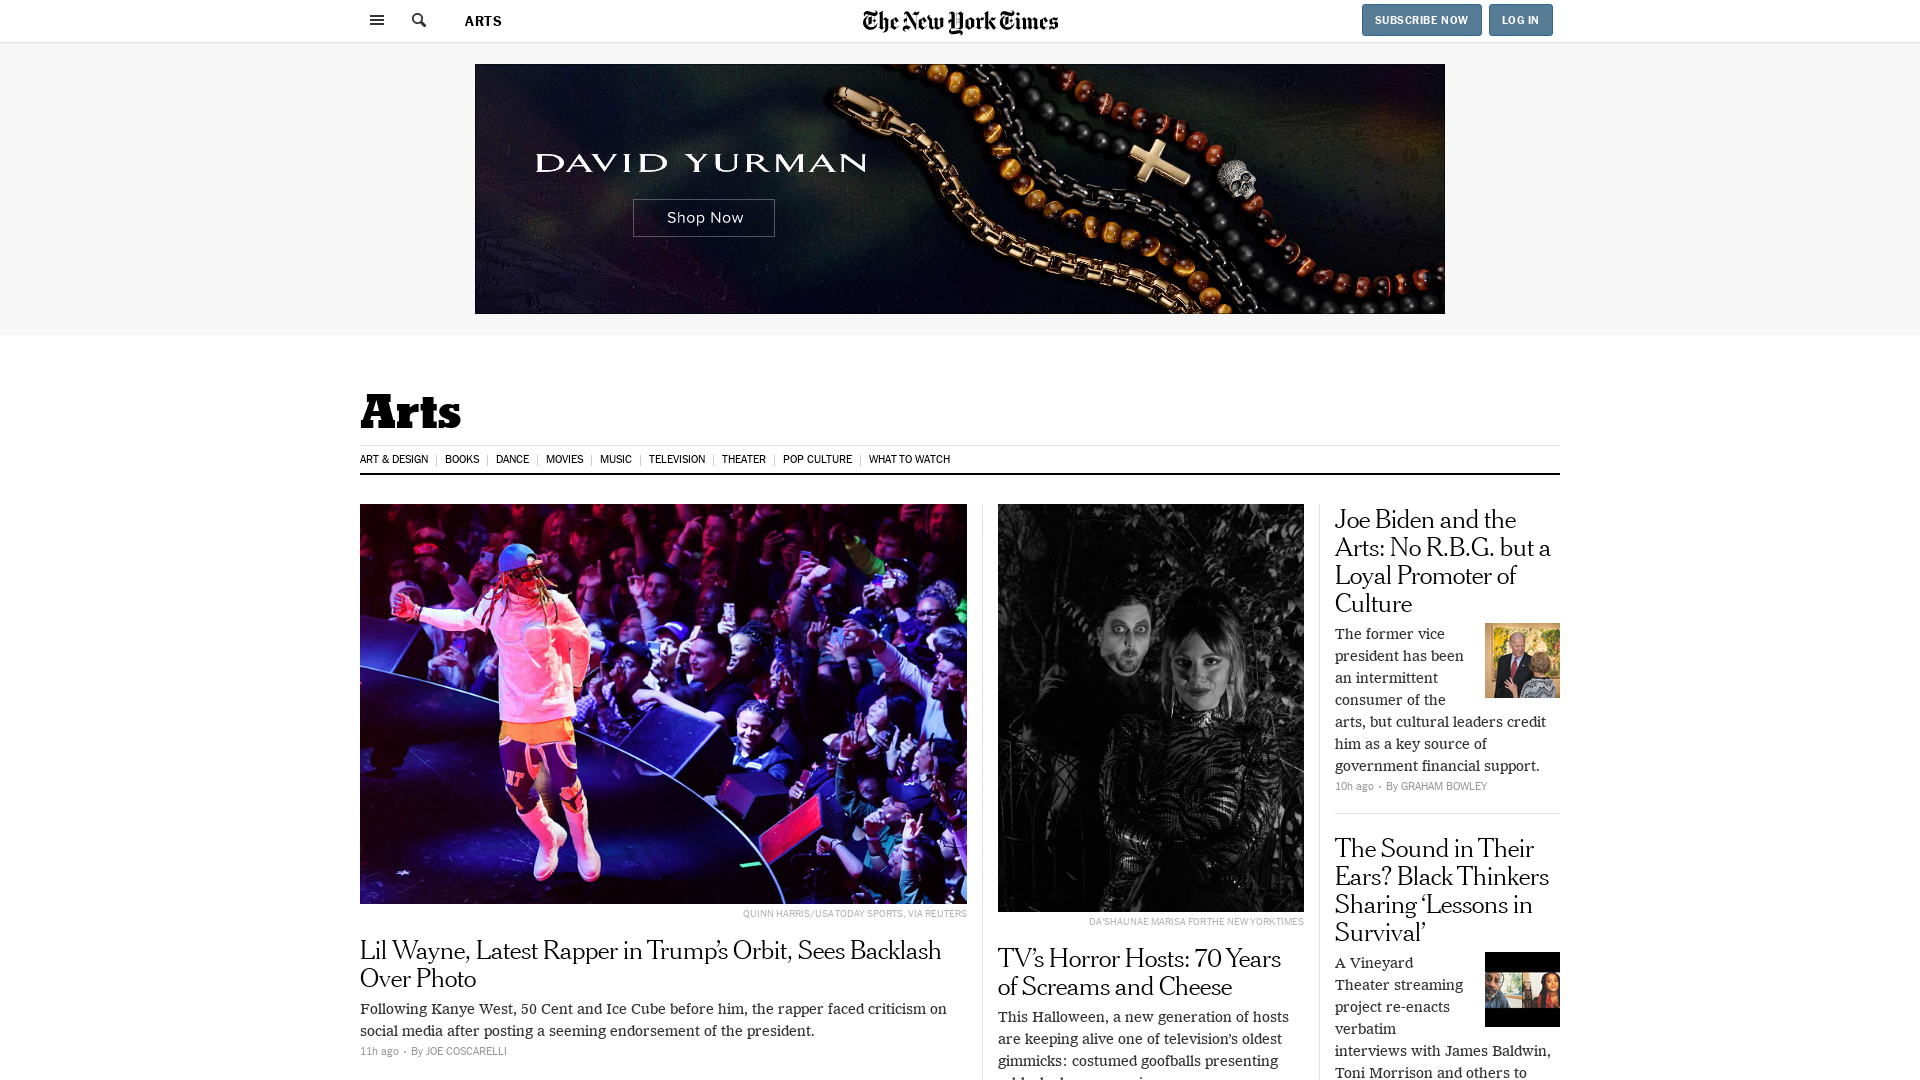 ARTS
The New York Times
SUBSCRIBE NOW
LOG IN
DAVID YURMAN
Shop Now
Arts
ART & DESIGN
BOOKS
DANCE
MOVIES
MUSIC
TELEVISION
THEATER
POP CULTURE
WHAT TO WATCH
QUINN HARRIS/USA TODAY SPORTS, VIA REUTERS
Lil Wayne, Latest Rapper in Trump’s Orbit, Sees Backlash
Over Photo
Following Kanye West, 50 Cent and Ice Cube before him, the rapper faced criticism on
social media after posting a seeming endorsement of the president.
11h ago • By JOE COSCARELLI
DA'SHAUNAE MARISA FOR THE NEW YORK TIMES
TV’s Horror Hosts: 70 Years
of Screams and Cheese
This Halloween, a new generation of hosts
are keeping alive one of television’s oldest
gimmicks: costumed goofballs presenting
Joe Biden and the
Arts: No R.B.G. but a
Loyal Promoter of
Culture
The former vice
president has been
an intermittent
consumer of the
arts, but cultural leaders credit
him as a key source of
government financial support.
10h ago • By GRAHAM BOWLEY
The Sound in Their
Ears? Black Thinkers
Sharing ‘Lessons in
Survival’
A Vineyard
Theater streaming
project re-enacts
verbatim
interviews with James Baldwin,
Toni Morrison and others to